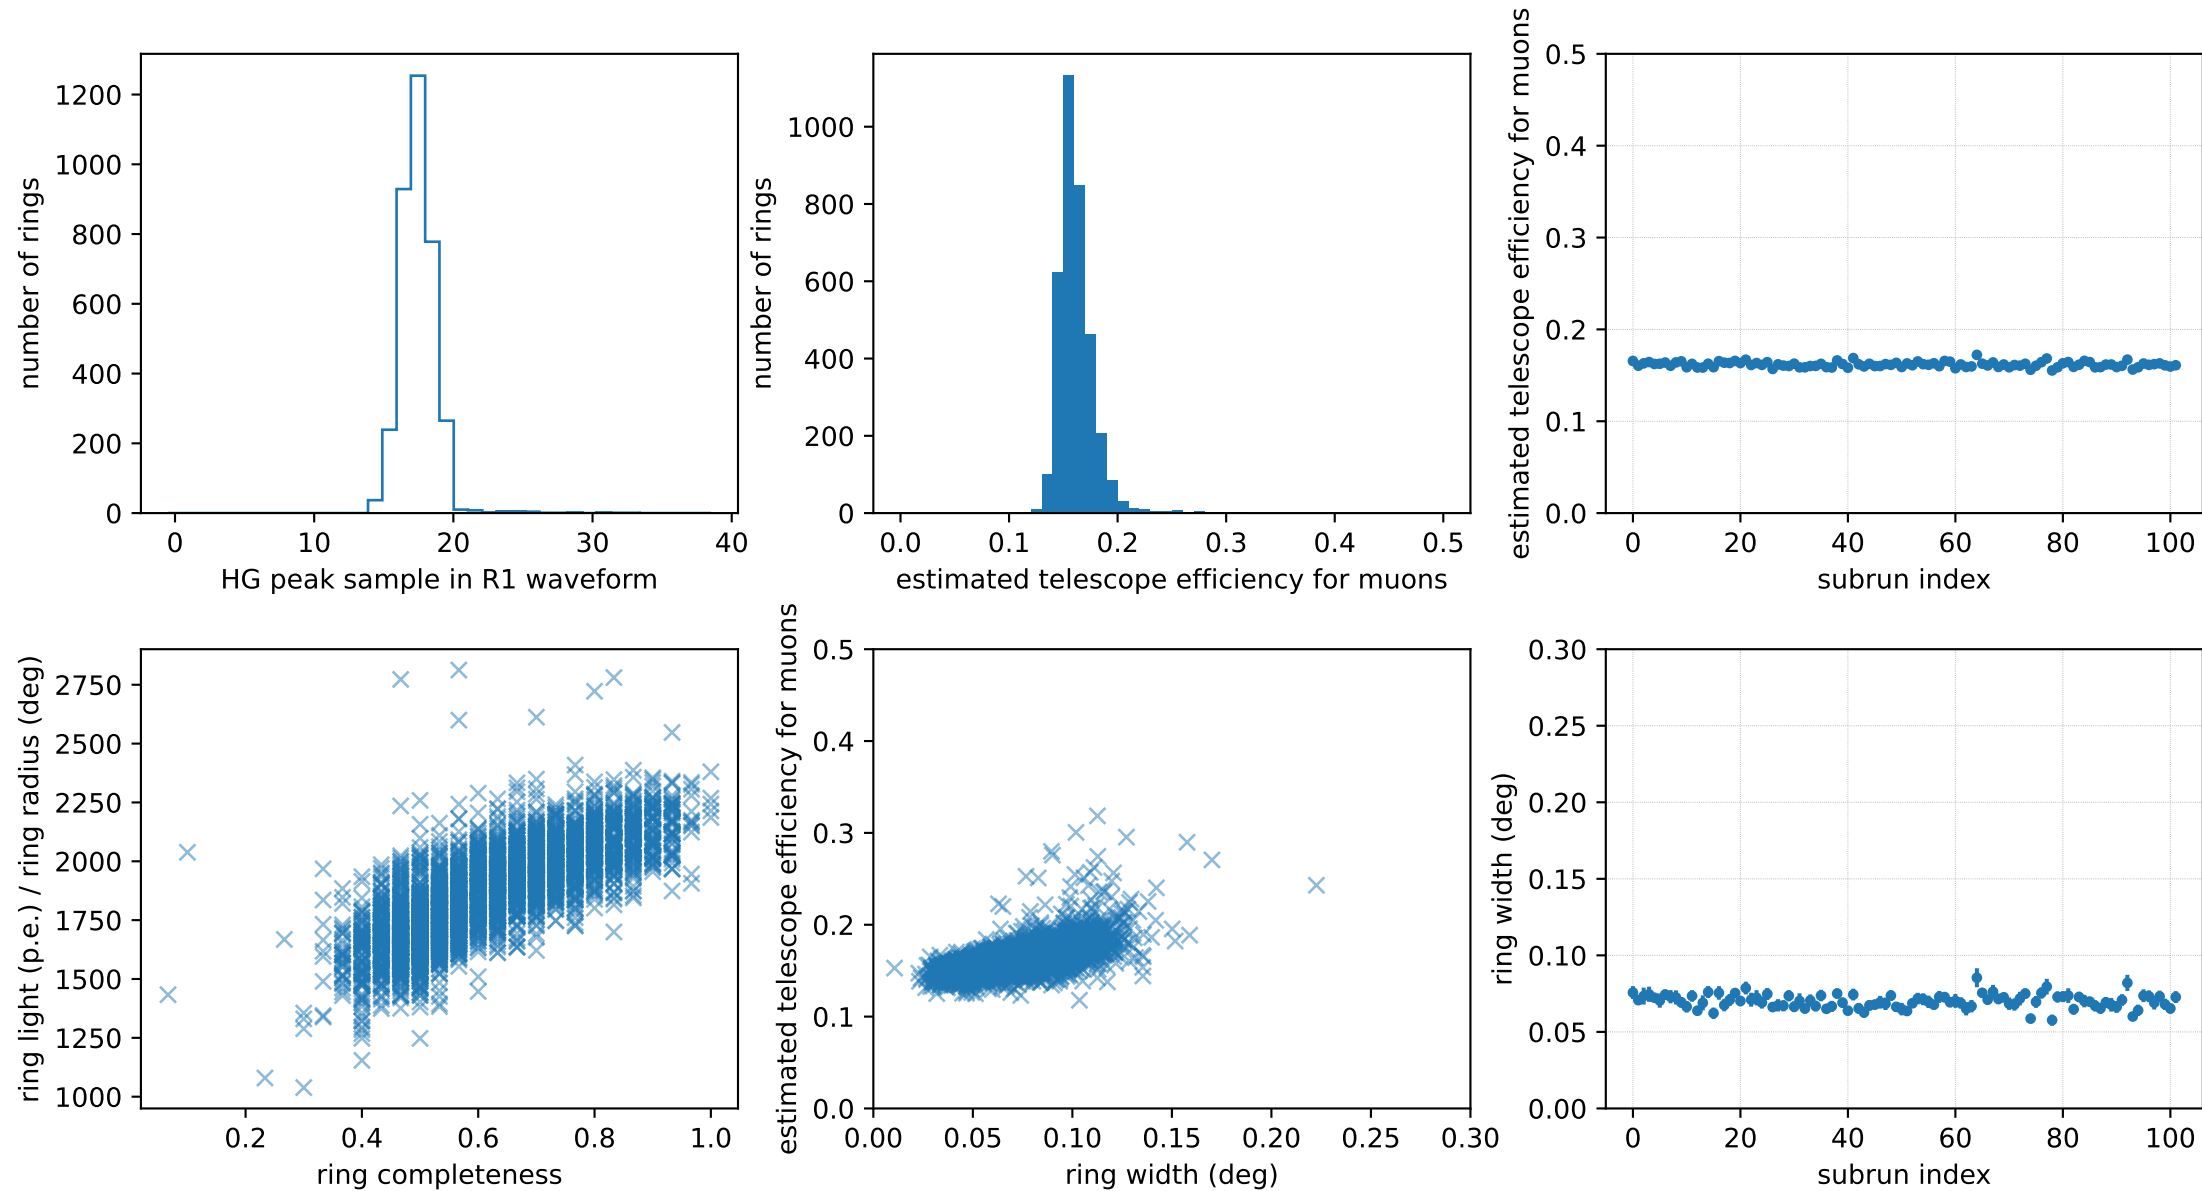 number of rings
1200
1000
800
600
400
200
0
0 10 20 30 40
HG peak sample in R1 waveform
number of rings
1000
800
600
400
200
0
0.0 0.1 0.2 0.3 0.4 0.5
estimated telescope efficiency for muons
estimated telescope efficiency for muons
0.5
0.4
0.3
0.2
0.1
0.0
0 20 40 60 80 100
subrun index
ring light (p.e.) / ring radius (deg)
2750
2500
2250
2000
1750
1500
1250
1000
0.2 0.4 0.6 0.8 1.0
ring completeness
estimated telescope efficiency for muons
0.5
0.4
0.3
0.2
0.1
0.0
0.00 0.05 0.10 0.15 0.20 0.25 0.30
ring width (deg)
ring width (deg)
0.30
0.25
0.20
0.15
0.10
0.05
0.00
0 20 40 60 80 100
subrun index